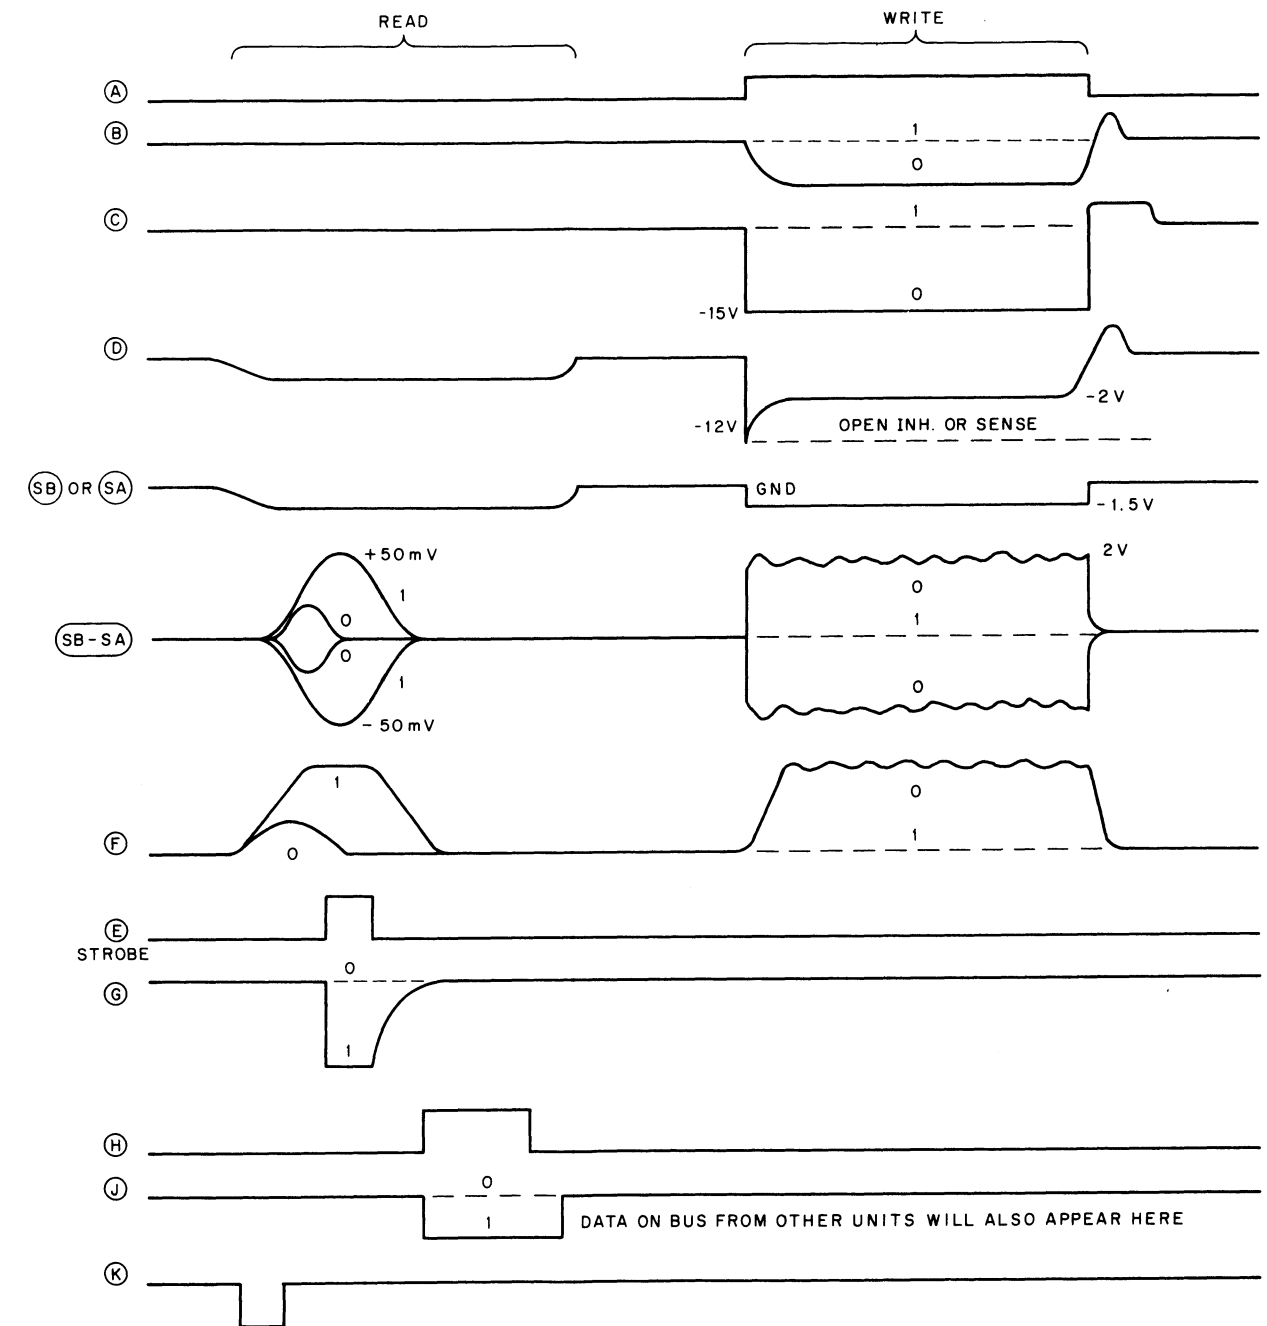 READ
WRITE
A
B
1
0
C
1
0
-15V
D
-2V
-12V
OPEN INH. OR SENSE
SB OR SA
GND
-1.5V
+50mV
2V
1
0
0
1
SB-SA
0
1
0
-50mV
1
0
0
1
F
E
STROBE
0
G
1
H
J
0
1
DATA ON BUS FROM OTHER UNITS WILL ALSO APPEAR HERE
K